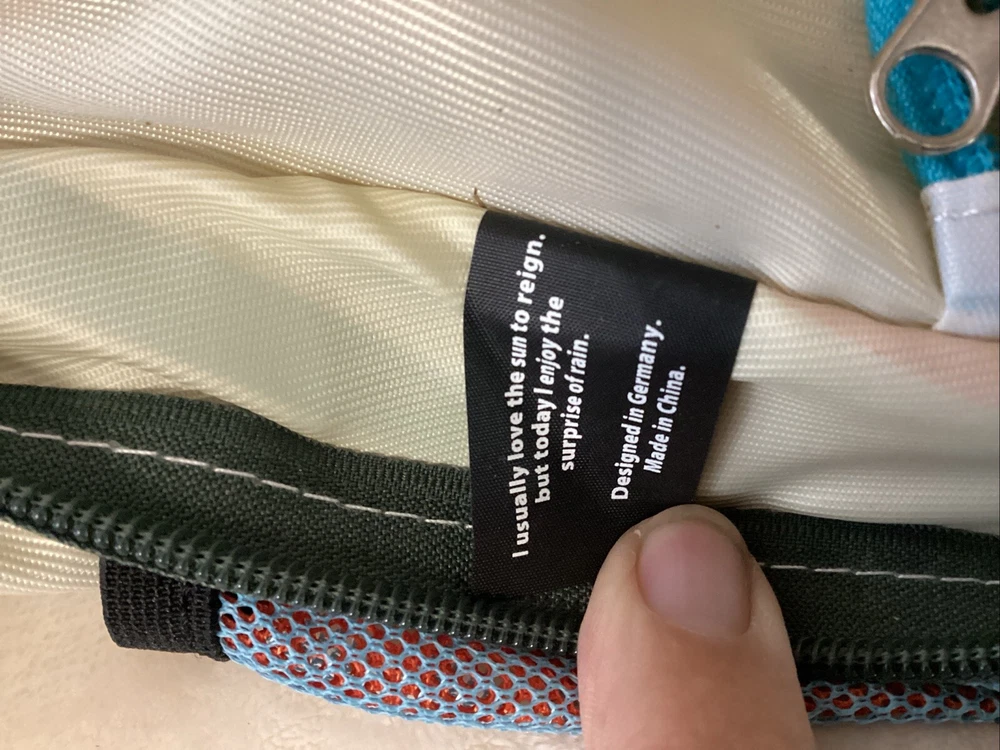 I usually love the sun to reign.
but today I enjoy the
surprise of rain.
Designed in Germany.
Made in China.